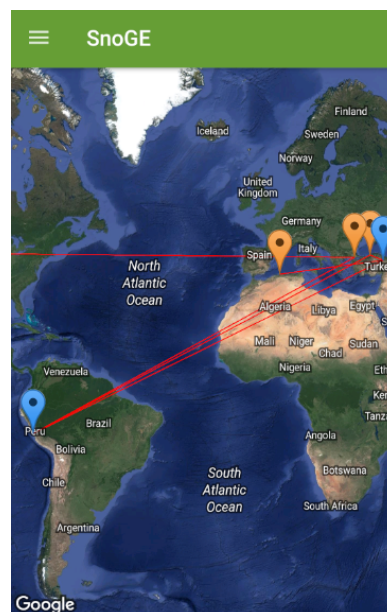 SnoGE
Finland
Iceland
Sweden
Norway
United
Kingdom
Germany
Spain
Italy
North
Atlantic
Ocean
Algeria
Libya
Egypt
Mali
Niger
Chad
Sudan
Nigeria
Venezuela
Peru
Brazil
Bolivia
Angola
Chile
Botswana
South
Atlantic
Ocean
South Africa
Argentina
Google